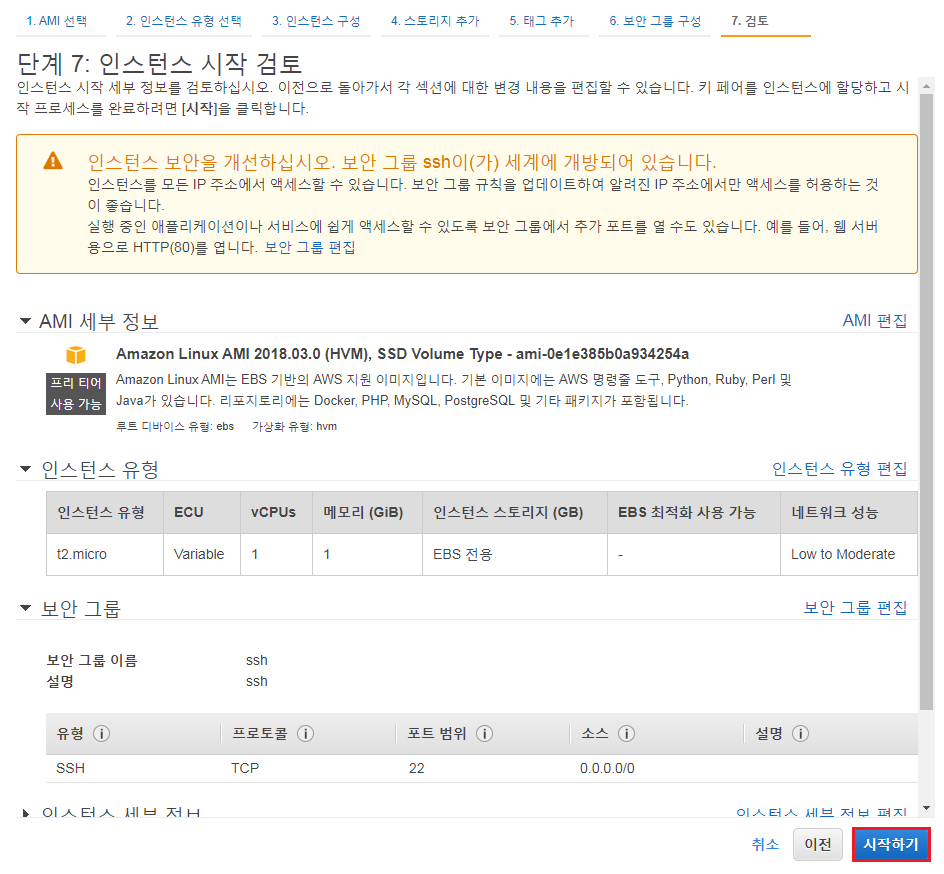 1. AMI 선택 2. 인스턴스 유형 선택 3. 인스턴스 구성 4. 스토리지 추가 5. 태그 추가 6. 보안 그룹 구성 7. 검토
단계 7: 인스턴스 시작 검토
인스턴스 시작 세부 정보를 검토하십시오. 이전으로 돌아가서 각 섹션에 대한 변경 내용을 편집할 수 있습니다. 키 페어를 인스턴스에 할당하고 시
작 프로세스를 완료하려면 [시작]을 클릭합니다.
인스턴스 보안을 개선하십시오. 보안 그룹 ssh이(가) 세계에 개방되어 있습니다.
인스턴스를 모든 IP 주소에서 액세스할 수 있습니다. 보안 그룹 규칙을 업데이트하여 알려진 IP 주소에서만 액세스를 허용하는 것
이 좋습니다.
실행 중인 애플리케이션이나 서비스에 쉽게 액세스할 수 있도록 보안 그룹에서 추가 포트를 열 수도 있습니다. 예를 들어, 웹 서버
용으로 HTTP(80)를 엽니다. 보안 그룹 편집
AMI 세부 정보 AMI 편집
Amazon Linux AMI 2018.03.0 (HVM), SSD Volume Type - ami-0e1e385b0a934254a
프리 티어
사용 가능
Amazon Linux AMI는 EBS 기반의 AWS 지원 이미지입니다. 기본 이미지에는 AWS 명령줄 도구, Python, Ruby, Perl 및
Java가 있습니다. 리포지토리에는 Docker, PHP, MySQL, PostgreSQL 및 기타 패키지가 포함됩니다.
루트 디바이스 유형: ebs 가상화 유형: hvm
인스턴스 유형 인스턴스 유형 편집
인스턴스 유형 ECU vCPUs 메모리 (GiB) 인스턴스 스토리지 (GB) EBS 최적화 사용 가능 네트워크 성능
t2.micro Variable 1 1 EBS 전용 - Low to Moderate
보안 그룹 보안 그룹 편집
보안 그룹 이름 ssh
설명 ssh
유형 프로토콜 포트 범위 소스 설명
SSH TCP 22 0.0.0.0/0
인스턴스 세부 정보 인스턴스 세부 정보 편집
취소 이전 시작하기